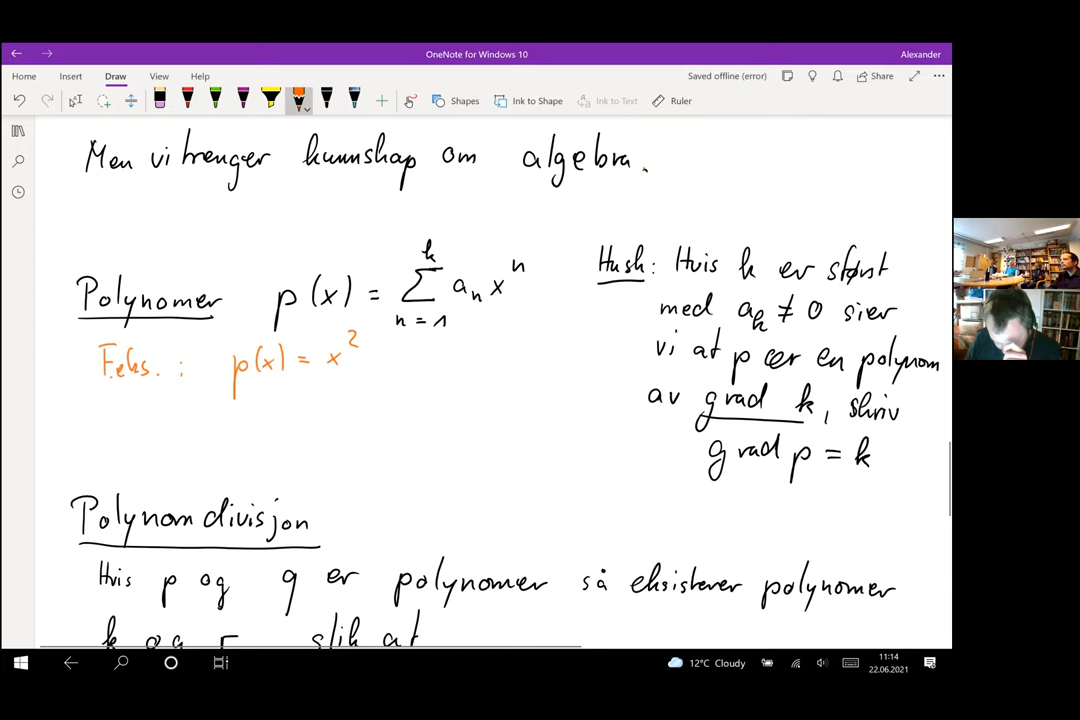 OneNote for Windows 10
Alexander
Home Insert Draw View Help
Saved offline (error)
Share
Shapes
Ink to Shape
Ink to Text
Ruler
Men vi trenger kunnskap om algebra.
Polynomer p(x) = ∑ a_n x^n
k
n = 1
F.eks. : p(x) = x^2
Husk: Hvis k er størst
med a_k ≠ 0 sier
vi at p er en polynom
av grad k, skriv
grad p = k
Polynomdivisjon
Hvis p og q er polynomer så eksisterer polynomer
k og r slik at
12°C Cloudy
11:14
22.06.2021